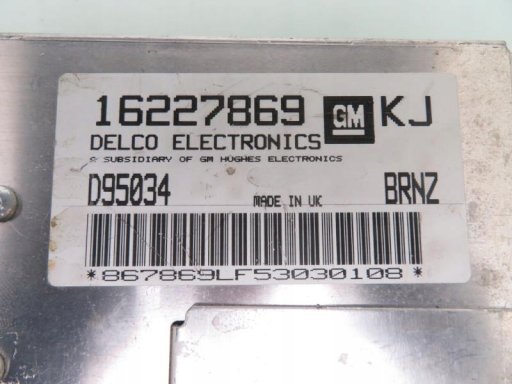 16227869 GM KJ
DELCO ELECTRONICS
A SUBSIDIARY OF GM HUGHES ELECTRONICS
D95034 MADE IN UK BRNZ
*867869LF53030108*